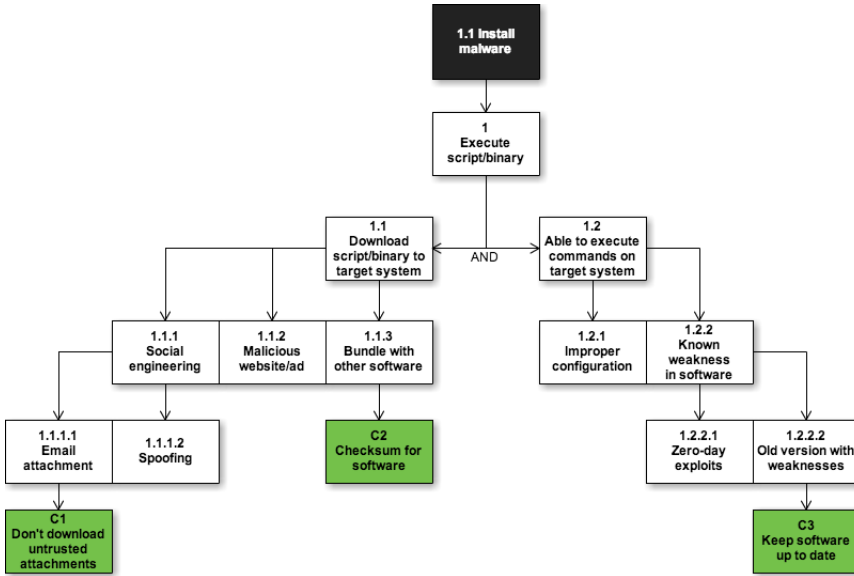 1.1 Install
malware
1
Execute
script/binary
1.1
Download
script/binary to
target system
AND
1.2
Able to execute
commands on
target system
1.1.1
Social
engineering
1.1.2
Malicious
website/ad
1.1.3
Bundle with
other software
1.2.1
Improper
configuration
1.2.2
Known
weakness
in software
1.1.1.1
Email
attachment
1.1.1.2
Spoofing
C2
Checksum for
software
1.2.2.1
Zero-day
exploits
1.2.2.2
Old version with
weaknesses
C1
Don't download
untrusted
attachments
C3
Keep software
up to date